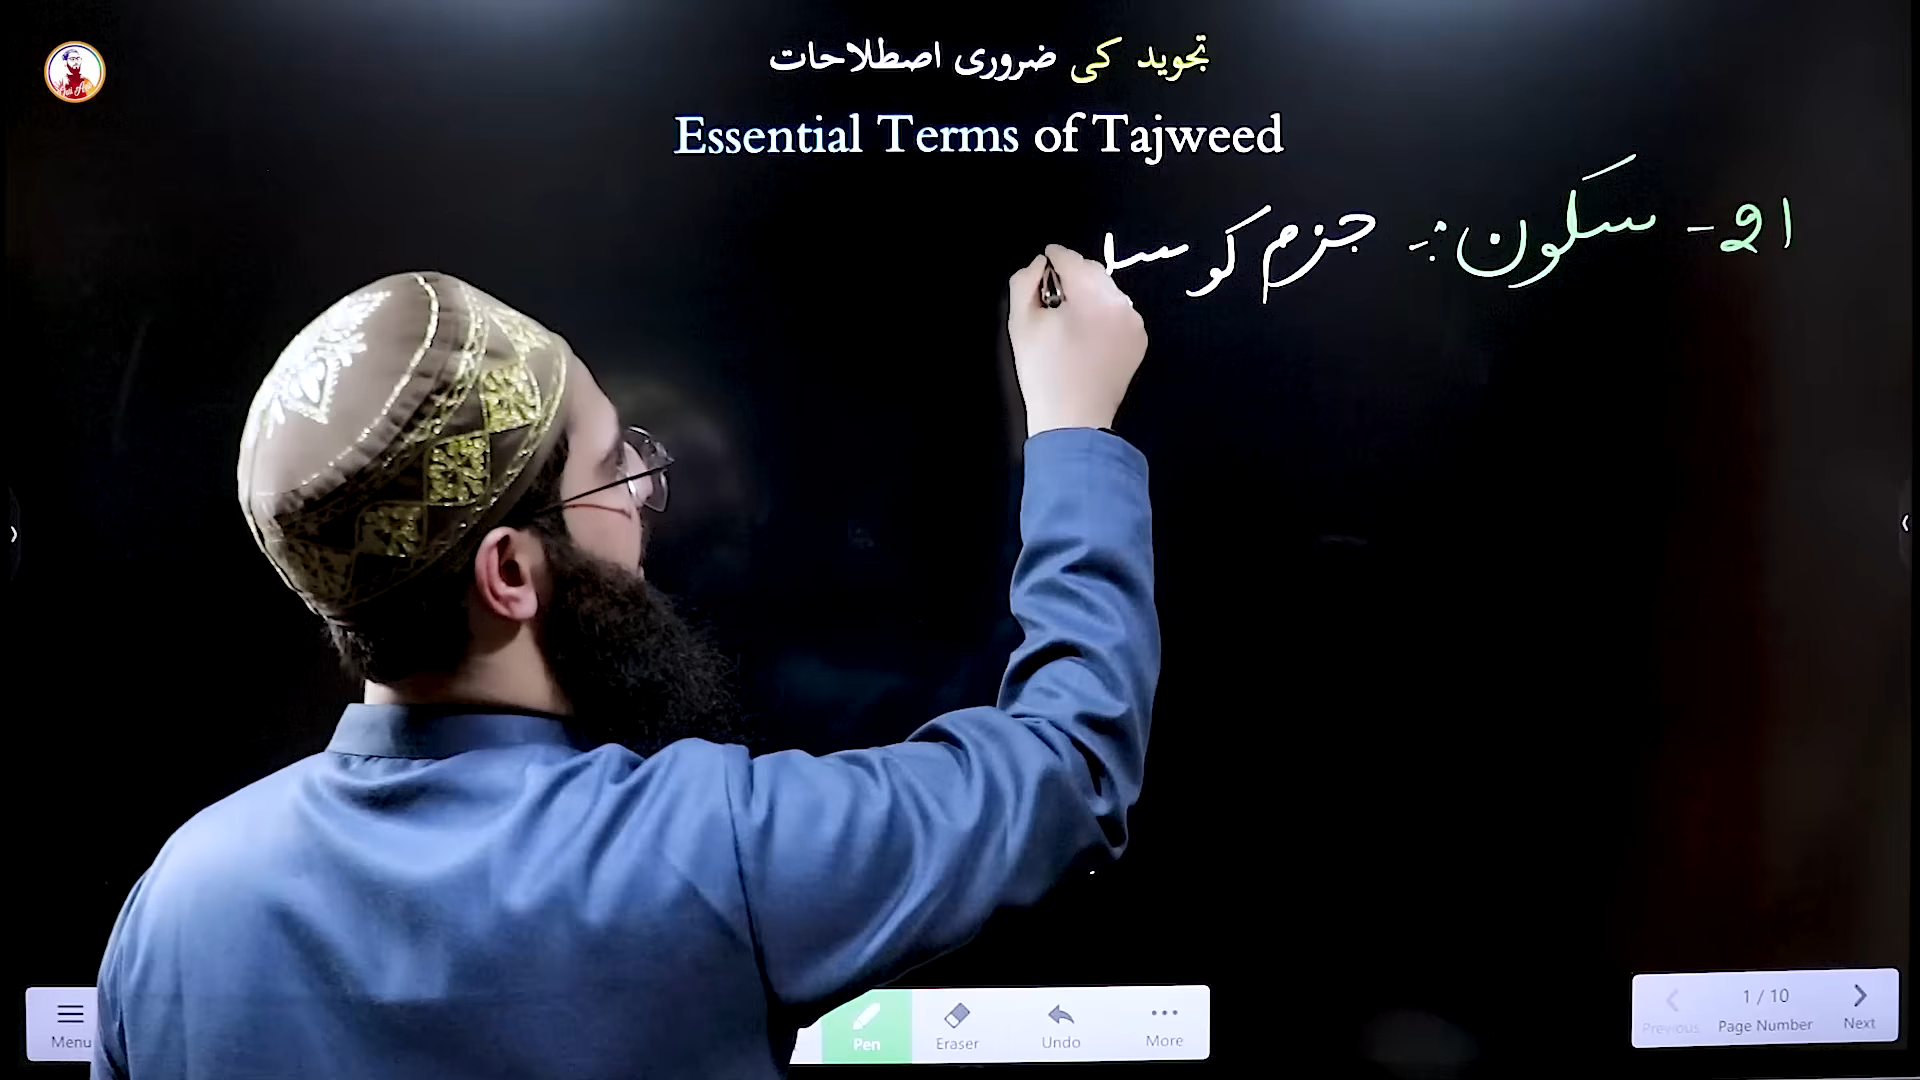 تجوید کی ضروری اصطلاحات
Essential Terms of Tajweed
21- سکون:- جزم کو
Menu
Pen
Eraser
Undo
More
1 / 10
Previous
Page Number
Next